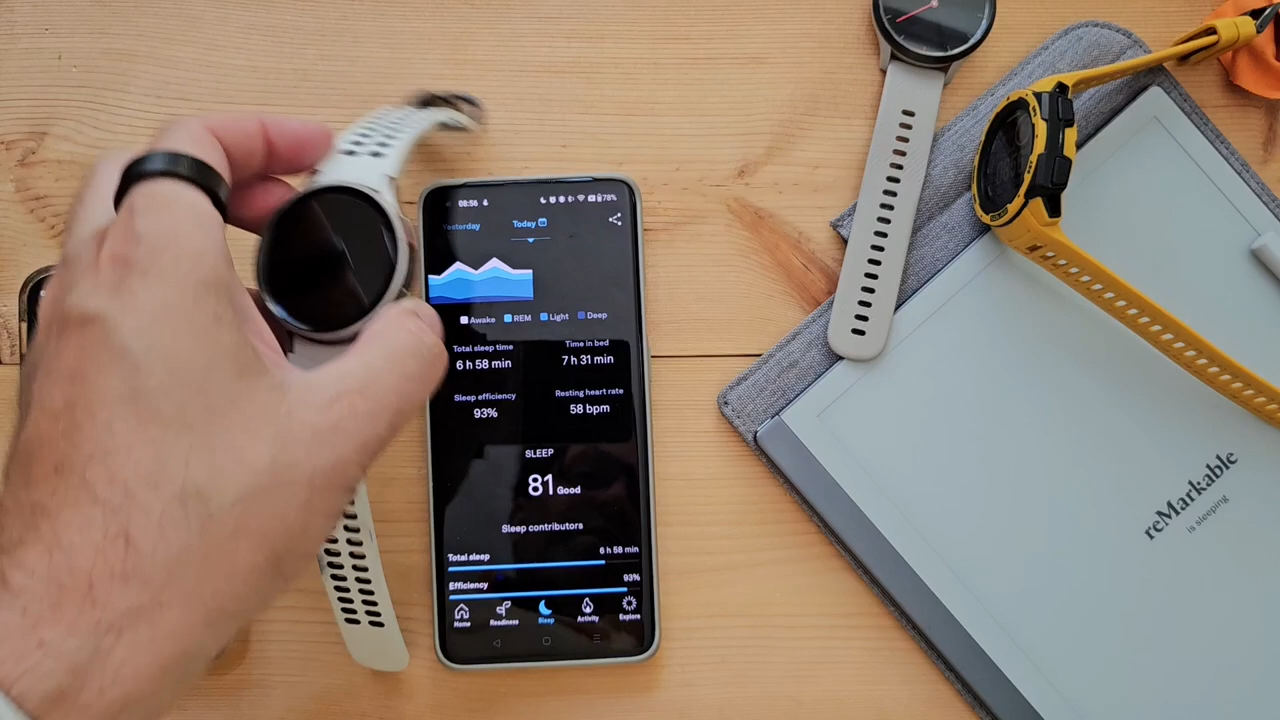 08:56
78%
Yesterday
Today
Awake REM Light Deep
Total sleep time
6 h 58 min
Time in bed
7 h 31 min
Sleep efficiency
93%
Resting heart rate
58 bpm
SLEEP
81 Good
Sleep contributors
Total sleep 6 h 58 min
Efficiency 93%
Home Readiness Sleep Activity Explore
reMarkable
is sleeping